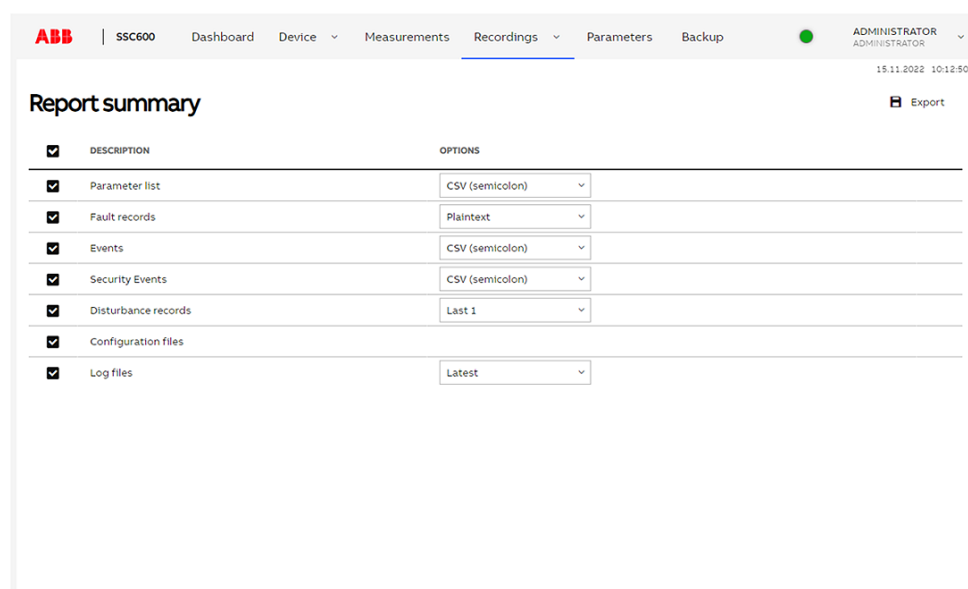 ABB SSC600 Dashboard Device Measurements Recordings Parameters Backup ADMINISTRATOR
ADMINISTRATOR
15.11.2022 10:12:50
Report summary Export
DESCRIPTION OPTIONS
Parameter list CSV (semicolon)
Fault records Plaintext
Events CSV (semicolon)
Security Events CSV (semicolon)
Disturbance records Last 1
Configuration files
Log files Latest